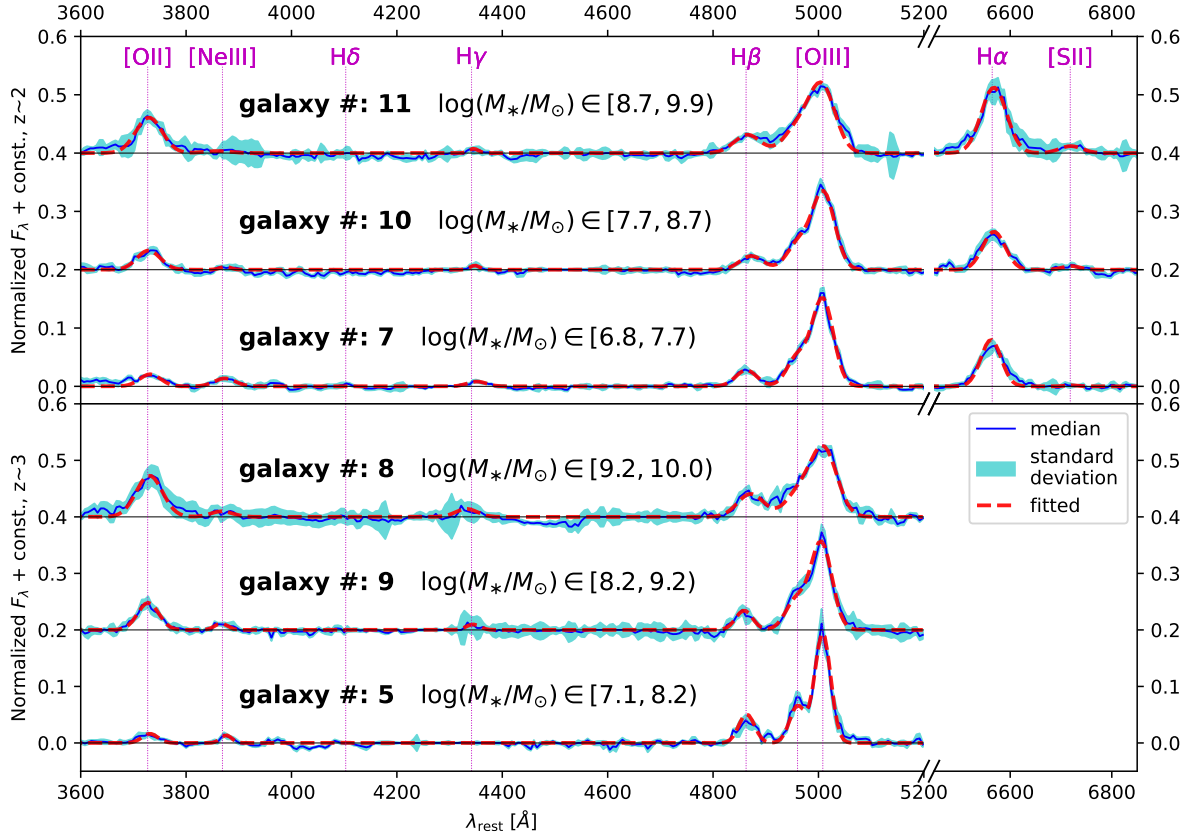 3600 3800 4000 4200 4400 4600 4800 5000 5200 6600 6800
0.6 0.6
[OII] [NeIII] Hδ Hγ Hβ [OIII] Hα [SII]
galaxy #: 11 log(M∗/M⊙) ∈ [8.7, 9.9]
0.5 0.5
0.4 0.4
galaxy #: 10 log(M∗/M⊙) ∈ [7.7, 8.7]
0.3 0.3
0.2 0.2
galaxy #: 7 log(M∗/M⊙) ∈ [6.8, 7.7]
0.1 0.1
0.0 0.0
Normalized Fλ + const., z~2
0.6 0.6
median
standard
deviation
fitted
galaxy #: 8 log(M∗/M⊙) ∈ [9.2, 10.0]
0.5 0.5
0.4 0.4
galaxy #: 9 log(M∗/M⊙) ∈ [8.2, 9.2]
0.3 0.3
0.2 0.2
galaxy #: 5 log(M∗/M⊙) ∈ [7.1, 8.2]
0.1 0.1
0.0 0.0
Normalized Fλ + const., z~3
3600 3800 4000 4200 4400 4600 4800 5000 5200 6600 6800
λrest [Å]